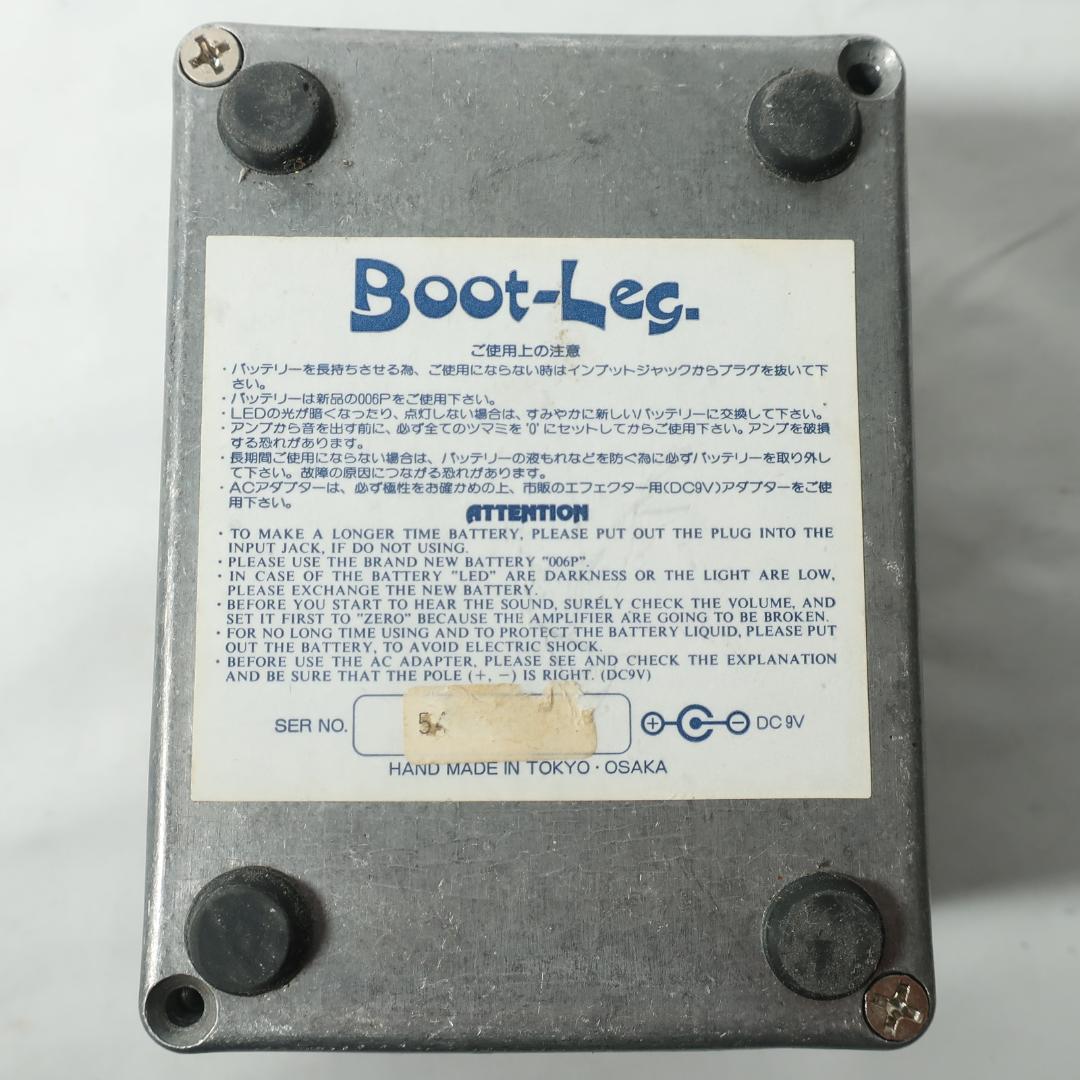 Boot-Leg.
ご使用上の注意
・バッテリーを長持ちさせる為、ご使用にならない時はインプットジャックからプラグを抜いて下
さい。
・バッテリーは新品の006Pをご使用下さい。
・LEDの光が暗くなったり、点灯しない場合は、すみやかに新しいバッテリーに交換して下さい。
・アンプから音を出す前に、必ず全てのツマミを'0'にセットしてからご使用下さい。アンプを破損
する恐れがあります。
・長期間ご使用にならない場合は、バッテリーの液もれなどを防ぐ為に必ずバッテリーを取り外し
て下さい。故障の原因につながる恐れがあります。
・ACアダプターは、必ず極性をお確かめの上、市販のエフェクター用(DC9V)アダプターをご使
用下さい。
ATTENTION
・TO MAKE A LONGER TIME BATTERY, PLEASE PUT OUT THE PLUG INTO THE
INPUT JACK, IF DO NOT USING.
・PLEASE USE THE BRAND NEW BATTERY "006P".
・IN CASE OF THE BATTERY "LED" ARE DARKNESS OR THE LIGHT ARE LOW,
PLEASE EXCHANGE THE NEW BATTERY.
・BEFORE YOU START TO HEAR THE SOUND, SURELY CHECK THE VOLUME, AND
SET IT FIRST TO "ZERO" BECAUSE THE AMPLIFIER ARE GOING TO BE BROKEN.
・FOR NO LONG TIME USING AND TO PROTECT THE BATTERY LIQUID, PLEASE PUT
OUT THE BATTERY, TO AVOID ELECTRIC SHOCK.
・BEFORE USE THE AC ADAPTER, PLEASE SEE AND CHECK THE EXPLANATION
AND BE SURE THAT THE POLE (+, −) IS RIGHT. (DC9V)
SER NO. 5 + − DC 9V
HAND MADE IN TOKYO・OSAKA